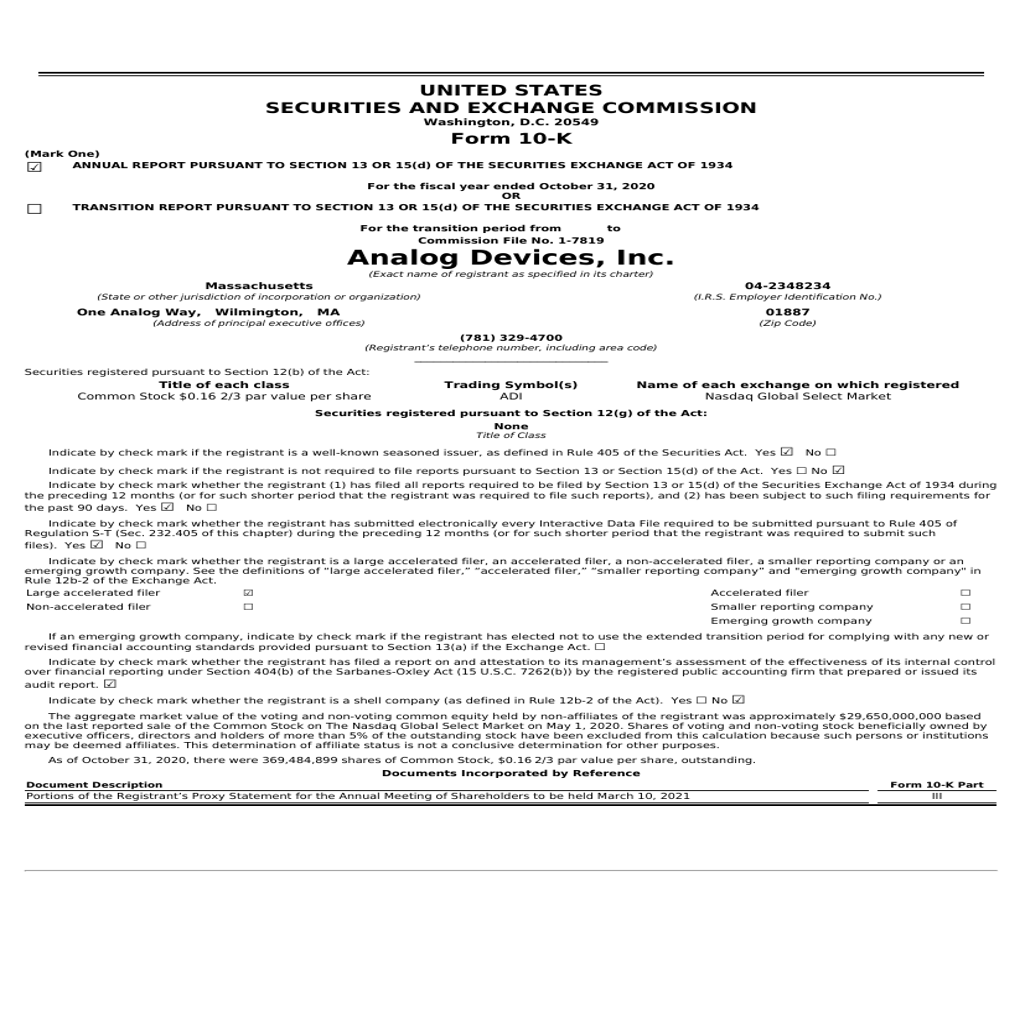 UNITED STATES
SECURITIES AND EXCHANGE COMMISSION
Washington, D.C. 20549
Form 10-K
(Mark One)
☑ ANNUAL REPORT PURSUANT TO SECTION 13 OR 15(d) OF THE SECURITIES EXCHANGE ACT OF 1934
For the fiscal year ended October 31, 2020
OR
☐ TRANSITION REPORT PURSUANT TO SECTION 13 OR 15(d) OF THE SECURITIES EXCHANGE ACT OF 1934
For the transition period from to
Commission File No. 1-7819
Analog Devices, Inc.
(Exact name of registrant as specified in its charter)
Massachusetts 04-2348234
(State or other jurisdiction of incorporation or organization) (I.R.S. Employer Identification No.)
One Analog Way, Wilmington, MA 01887
(Address of principal executive offices) (Zip Code)
(781) 329-4700
(Registrant's telephone number, including area code)
Securities registered pursuant to Section 12(b) of the Act:
Title of each class Trading Symbol(s) Name of each exchange on which registered
Common Stock $0.16 2/3 par value per share ADI Nasdaq Global Select Market
Securities registered pursuant to Section 12(g) of the Act:
None
Title of Class
Indicate by check mark if the registrant is a well-known seasoned issuer, as defined in Rule 405 of the Securities Act. Yes ☑ No ☐
Indicate by check mark if the registrant is not required to file reports pursuant to Section 13 or Section 15(d) of the Act. Yes ☐ No ☑
Indicate by check mark whether the registrant (1) has filed all reports required to be filed by Section 13 or 15(d) of the Securities Exchange Act of 1934 during
the preceding 12 months (or for such shorter period that the registrant was required to file such reports), and (2) has been subject to such filing requirements for
the past 90 days. Yes ☑ No ☐
Indicate by check mark whether the registrant has submitted electronically every Interactive Data File required to be submitted pursuant to Rule 405 of
Regulation S-T (Sec. 232.405 of this chapter) during the preceding 12 months (or for such shorter period that the registrant was required to submit such
files). Yes ☑ No ☐
Indicate by check mark whether the registrant is a large accelerated filer, an accelerated filer, a non-accelerated filer, a smaller reporting company or an
emerging growth company. See the definitions of “large accelerated filer,” “accelerated filer,” “smaller reporting company” and "emerging growth company" in
Rule 12b-2 of the Exchange Act.
Large accelerated filer ☑ Accelerated filer ☐
Non-accelerated filer ☐ Smaller reporting company ☐
Emerging growth company ☐
If an emerging growth company, indicate by check mark if the registrant has elected not to use the extended transition period for complying with any new or
revised financial accounting standards provided pursuant to Section 13(a) if the Exchange Act. ☐
Indicate by check mark whether the registrant has filed a report on and attestation to its management’s assessment of the effectiveness of its internal control
over financial reporting under Section 404(b) of the Sarbanes-Oxley Act (15 U.S.C. 7262(b)) by the registered public accounting firm that prepared or issued its
audit report. ☑
Indicate by check mark whether the registrant is a shell company (as defined in Rule 12b-2 of the Act). Yes ☐ No ☑
The aggregate market value of the voting and non-voting common equity held by non-affiliates of the registrant was approximately $29,650,000,000 based
on the last reported sale of the Common Stock on The Nasdaq Global Select Market on May 1, 2020. Shares of voting and non-voting stock beneficially owned by
executive officers, directors and holders of more than 5% of the outstanding stock have been excluded from this calculation because such persons or institutions
may be deemed affiliates. This determination of affiliate status is not a conclusive determination for other purposes.
As of October 31, 2020, there were 369,484,899 shares of Common Stock, $0.16 2/3 par value per share, outstanding.
Documents Incorporated by Reference
Document Description Form 10-K Part
Portions of the Registrant’s Proxy Statement for the Annual Meeting of Shareholders to be held March 10, 2021 III